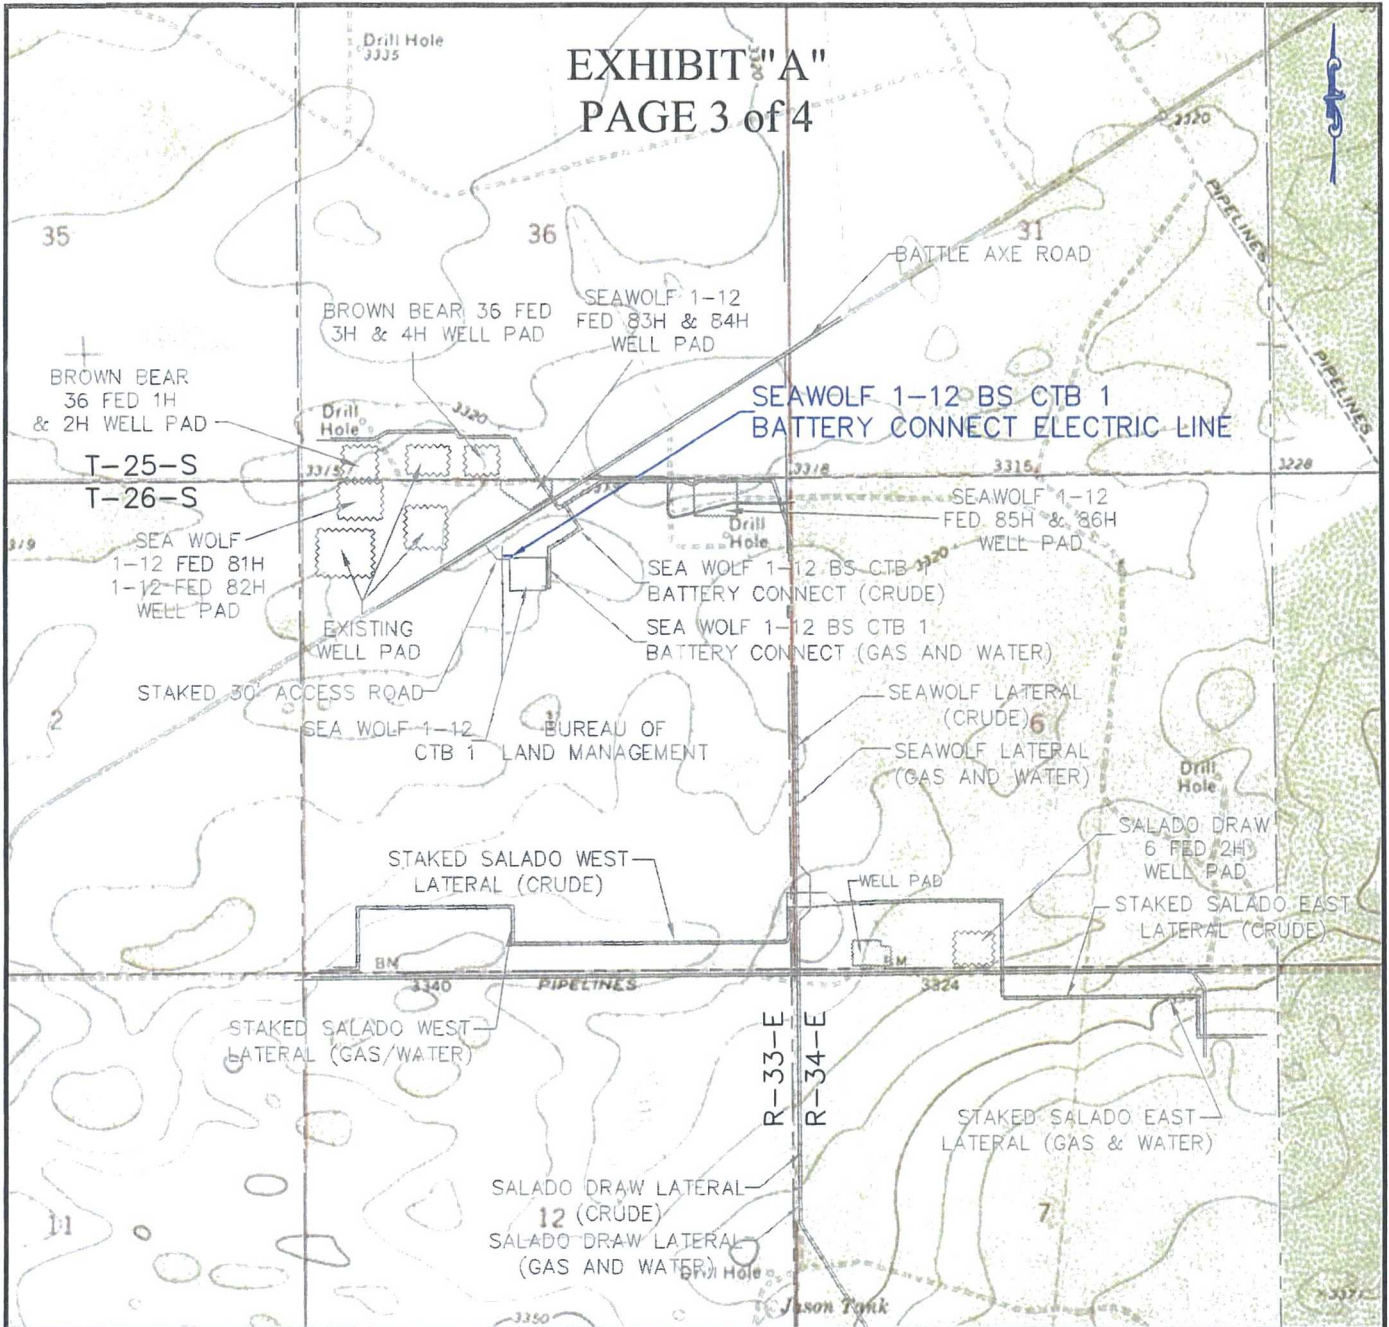 EXHIBIT "A"
PAGE 3 of 4
Drill Hole
3335
3320
3320
PIPELINES
35
36
31
BATTLE AXE ROAD
BROWN BEAR 36 FED
3H & 4H WELL PAD
SEAWOLF 1-12
FED 83H & 84H
WELL PAD
PIPELINES
BROWN BEAR
36 FED 1H
& 2H WELL PAD
SEAWOLF 1-12 BS CTB 1
BATTERY CONNECT ELECTRIC LINE
Drill
Hole
3320
T-25-S
T-26-S
3315
3318
3316
3228
SEAWOLF 1-12
FED 85H & 86H
WELL PAD
Drill
Hole
SEA WOLF
1-12 FED 81H
1-12 FED 82H
WELL PAD
3320
SEA WOLF 1-12 BS CTB 1
BATTERY CONNECT (CRUDE)
EXISTING
WELL PAD
SEA WOLF 1-12 BS CTB 1
BATTERY CONNECT (GAS AND WATER)
STAKED 30' ACCESS ROAD
2
SEA WOLF 1-12
CTB 1
BUREAU OF
LAND MANAGEMENT
SEAWOLF LATERAL
(CRUDE)
6
SEAWOLF LATERAL
(GAS AND WATER)
Drill
Hole
STAKED SALADO WEST
LATERAL (CRUDE)
SALADO DRAW
6 FED 2H
WELL PAD
WELL PAD
STAKED SALADO EAST
LATERAL (CRUDE)
BM
3340
PIPELINES
BM
3324
STAKED SALADO WEST
LATERAL (GAS/WATER)
R-33-E
R-34-E
STAKED SALADO EAST
LATERAL (GAS & WATER)
SALADO DRAW LATERAL
(CRUDE)
SALADO DRAW LATERAL
(GAS AND WATER)
11
12
7
Drill Hole
Jason Tank
3350